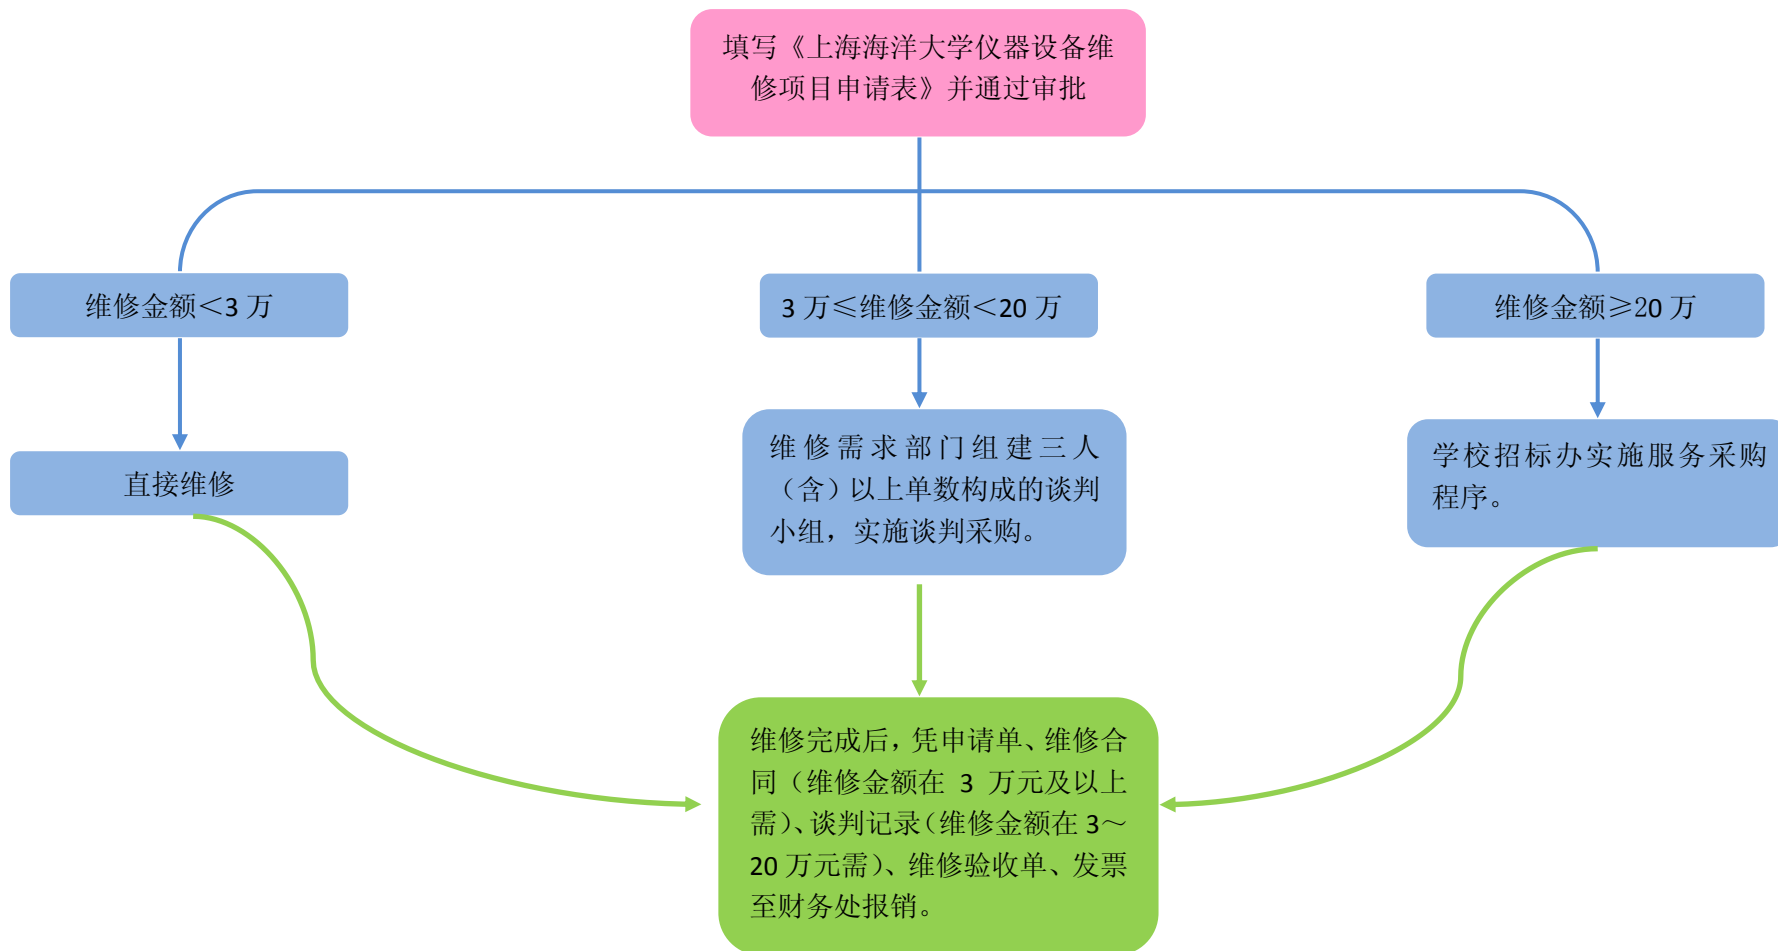 填写《上海海洋大学仪器设备维
修项目申请表》并通过审批
维修金额＜3 万
3 万≤维修金额＜20 万
维修金额≥20 万
直接维修
维修需求部门组建三人
（含）以上单数构成的谈判
小组，实施谈判采购。
学校招标办实施服务采购
程序。
维修完成后，凭申请单、维修合
同（维修金额在 3 万元及以上
需）、谈判记录（维修金额在 3～
20 万元需）、维修验收单、发票
至财务处报销。